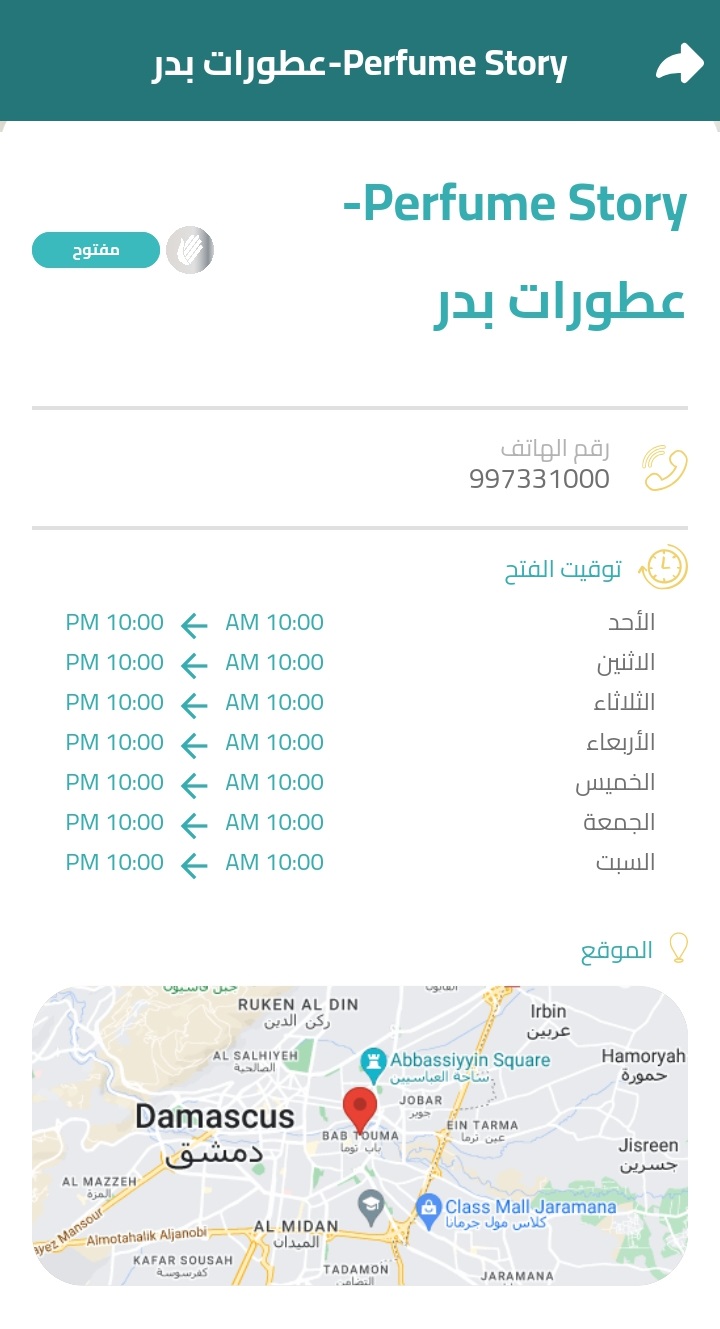 Perfume Story-عطورات بدر
Perfume Story-
عطورات بدر
مفتوح
رقم الهاتف
997331000
توقيت الفتح
الأحد 10:00 AM 10:00 PM
الاثنين 10:00 AM 10:00 PM
الثلاثاء 10:00 AM 10:00 PM
الأربعاء 10:00 AM 10:00 PM
الخميس 10:00 AM 10:00 PM
الجمعة 10:00 AM 10:00 PM
السبت 10:00 AM 10:00 PM
الموقع
جبل قاسيون
القابون
RUKEN AL DIN
ركن الدين
Irbin
عربين
AL SALHIYEH
الصالحية
Abbassiyyin Square
ساحة العباسيين
Hamoryah
حمورة
JOBAR
جوبر
Damascus
دمشق
BAB TOUMA
باب توما
EIN TARMA
عين ترما
Jisreen
جسرين
AL MAZZEH
المزة
Class Mall Jaramana
كلاس مول جرمانا
ayez Mansour
Almotahalik Aljanobi
AL MIDAN
الميدان
KAFAR SOUSAH
كفرسوسة
TADAMON
التضامن
JARAMANA